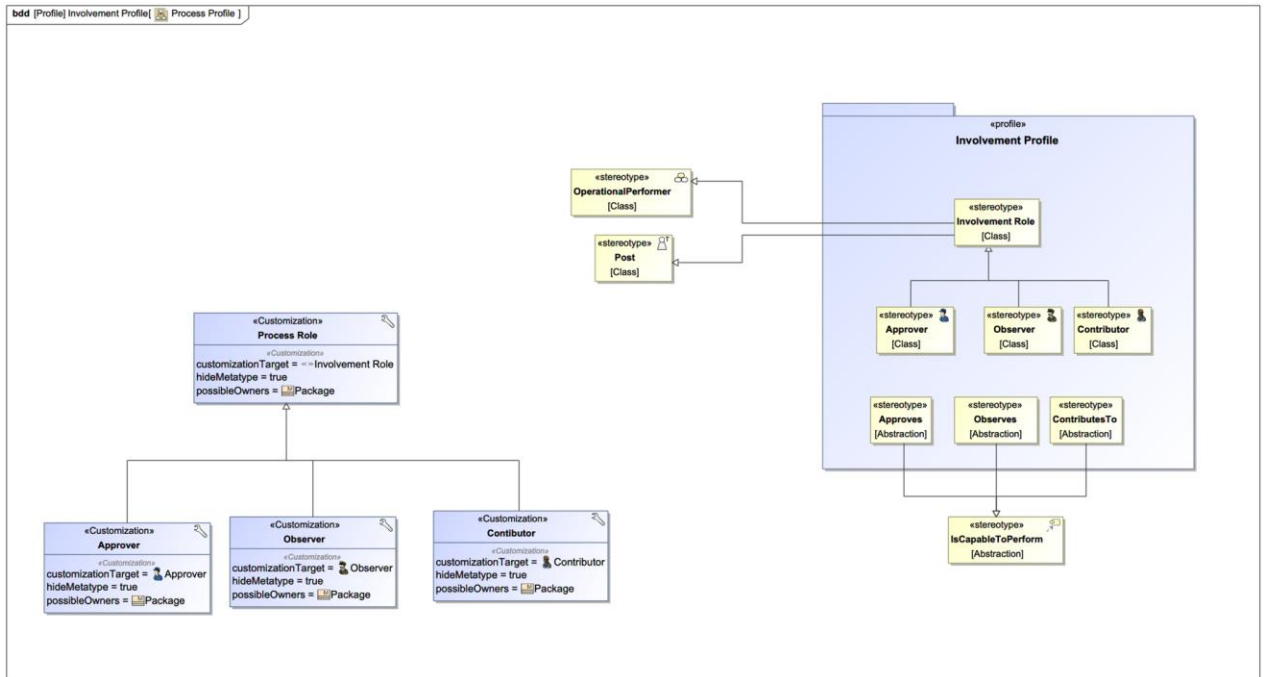 bdd [Profile] Involvement Profile[ Process Profile ]
«profile»
Involvement Profile
«stereotype»
OperationalPerformer
[Class]
«stereotype»
Post
[Class]
«stereotype»
Involvement Role
[Class]
«stereotype»
Approver
[Class]
«stereotype»
Observer
[Class]
«stereotype»
Contributor
[Class]
«stereotype»
Approves
[Abstraction]
«stereotype»
Observes
[Abstraction]
«stereotype»
ContributesTo
[Abstraction]
«stereotype»
IsCapableToPerform
[Abstraction]
«Customization»
Process Role
«Customization»
customizationTarget = «»Involvement Role
hideMetatype = true
possibleOwners = Package
«Customization»
Approver
«Customization»
customizationTarget = Approver
hideMetatype = true
possibleOwners = Package
«Customization»
Observer
«Customization»
customizationTarget = Observer
hideMetatype = true
possibleOwners = Package
«Customization»
Contibutor
«Customization»
customizationTarget = Contributor
hideMetatype = true
possibleOwners = Package